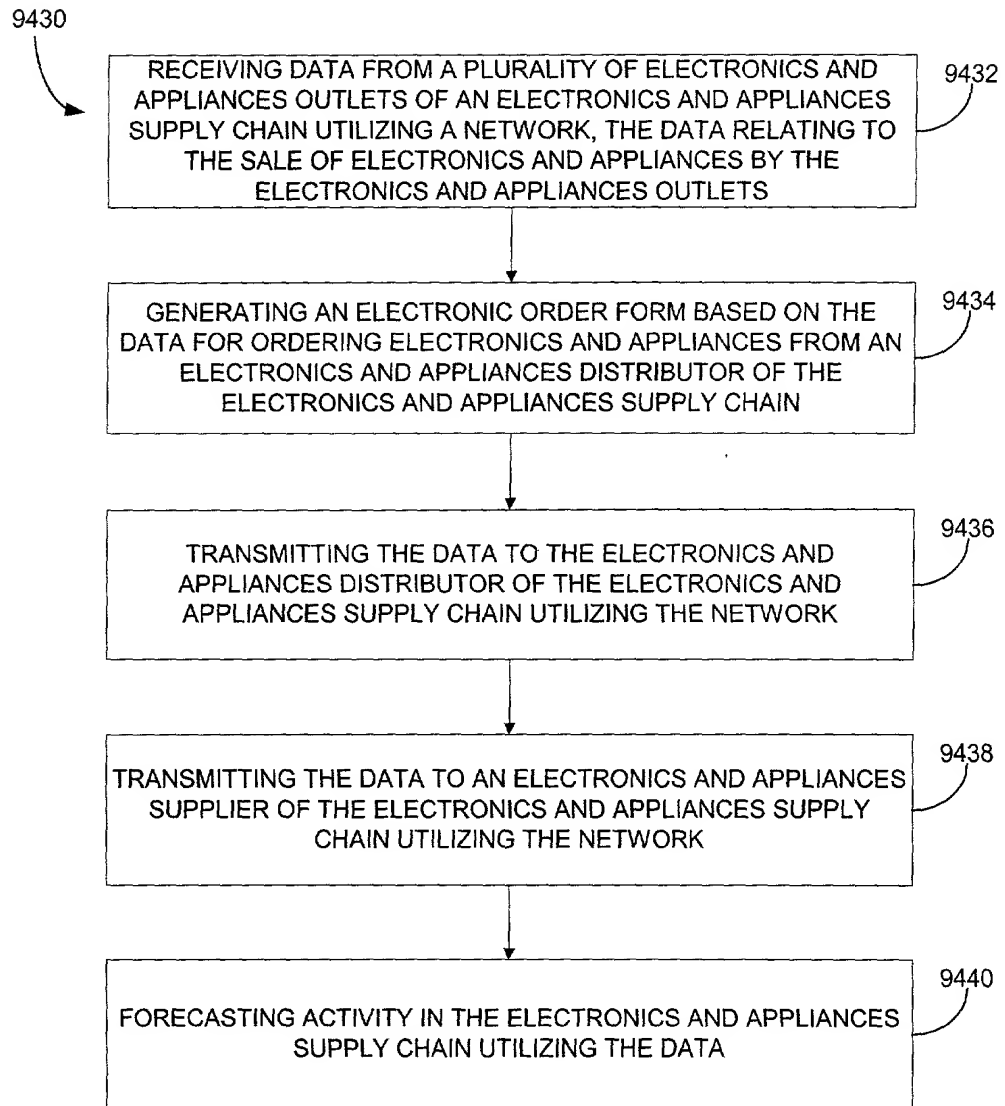 9430
RECEIVING DATA FROM A PLURALITY OF ELECTRONICS AND
APPLIANCES OUTLETS OF AN ELECTRONICS AND APPLIANCES
SUPPLY CHAIN UTILIZING A NETWORK, THE DATA RELATING TO
THE SALE OF ELECTRONICS AND APPLIANCES BY THE
ELECTRONICS AND APPLIANCES OUTLETS
9432
GENERATING AN ELECTRONIC ORDER FORM BASED ON THE
DATA FOR ORDERING ELECTRONICS AND APPLIANCES FROM AN
ELECTRONICS AND APPLIANCES DISTRIBUTOR OF THE
ELECTRONICS AND APPLIANCES SUPPLY CHAIN
9434
TRANSMITTING THE DATA TO THE ELECTRONICS AND
APPLIANCES DISTRIBUTOR OF THE ELECTRONICS AND
APPLIANCES SUPPLY CHAIN UTILIZING THE NETWORK
9436
TRANSMITTING THE DATA TO AN ELECTRONICS AND APPLIANCES
SUPPLIER OF THE ELECTRONICS AND APPLIANCES SUPPLY
CHAIN UTILIZING THE NETWORK
9438
FORECASTING ACTIVITY IN THE ELECTRONICS AND APPLIANCES
SUPPLY CHAIN UTILIZING THE DATA
9440